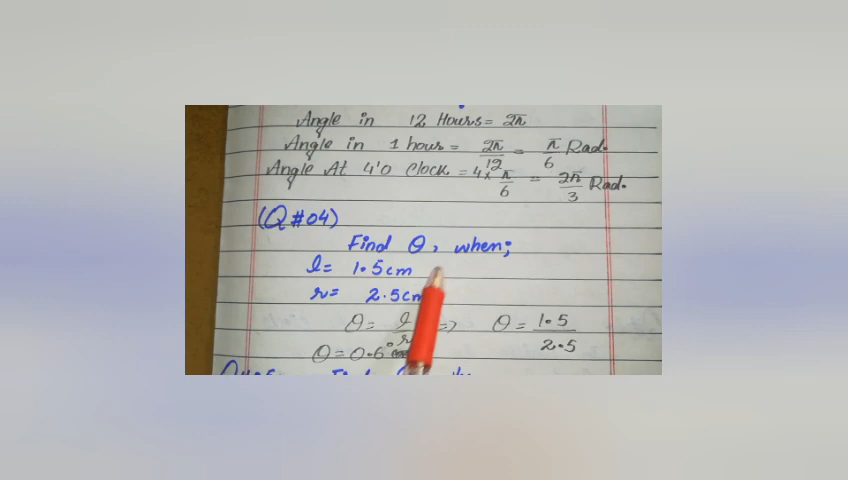 Angle in 12 Hours = 2π
Angle in 1 hour = 2π/12 = π/6 Rad.
Angle At 4'O Clock = 4 × π/6 = 2π/3 Rad.
(Q#04)
Find θ, when;
l = 1.5cm
r = 2.5cm
θ = l/r => θ = 1.5/2.5
θ = 0.6